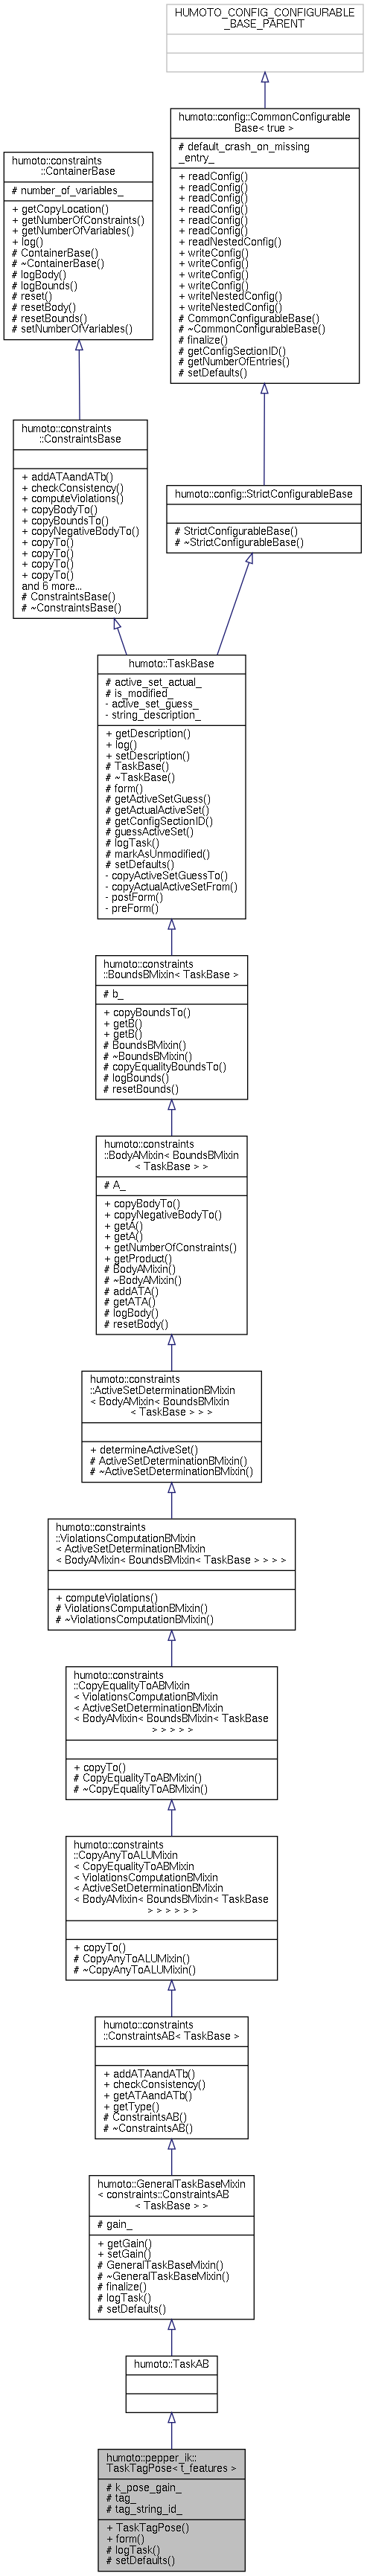 HUMOTO_CONFIG_CONFIGURABLE
_BASE_PARENT
humoto::config::CommonConfigurable
Base< true >
# default_crash_on_missing
_entry_
+ readConfig()
+ readConfig()
+ readConfig()
+ readConfig()
+ readConfig()
+ readConfig()
+ readNestedConfig()
+ writeConfig()
+ writeConfig()
+ writeConfig()
+ writeConfig()
+ writeNestedConfig()
+ writeNestedConfig()
# CommonConfigurableBase()
# ~CommonConfigurableBase()
# finalize()
# getConfigSectionID()
# getNumberOfEntries()
# setDefaults()
humoto::constraints
::ContainerBase
# number_of_variables_
+ getCopyLocation()
+ getNumberOfConstraints()
+ getNumberOfVariables()
+ log()
# ContainerBase()
# ~ContainerBase()
# logBody()
# logBounds()
# reset()
# resetBody()
# resetBounds()
# setNumberOfVariables()
humoto::constraints
::ConstraintsBase
+ addATAandATb()
+ checkConsistency()
+ computeViolations()
+ copyBodyTo()
+ copyBoundsTo()
+ copyNegativeBodyTo()
+ copyTo()
+ copyTo()
+ copyTo()
+ copyTo()
and 6 more...
# ConstraintsBase()
# ~ConstraintsBase()
humoto::config::StrictConfigurableBase
# StrictConfigurableBase()
# ~StrictConfigurableBase()
humoto::TaskBase
# active_set_actual_
# is_modified_
- active_set_guess_
- string_description_
+ getDescription()
+ log()
+ setDescription()
# TaskBase()
# ~TaskBase()
# form()
# getActiveSetGuess()
# getActualActiveSet()
# getConfigSectionID()
# guessActiveSet()
# logTask()
# markAsUnmodified()
# setDefaults()
- copyActiveSetGuessTo()
- copyActualActiveSetFrom()
- postForm()
- preForm()
humoto::constraints
::BoundsBMixin< TaskBase >
# b_
+ copyBoundsTo()
+ getB()
+ getB()
# BoundsBMixin()
# ~BoundsBMixin()
# copyEqualityBoundsTo()
# logBounds()
# resetBounds()
humoto::constraints
::BodyAMixin< BoundsBMixin
< TaskBase > >
# A_
+ copyBodyTo()
+ copyNegativeBodyTo()
+ getA()
+ getA()
+ getNumberOfConstraints()
+ getProduct()
# BodyAMixin()
# ~BodyAMixin()
# addATA()
# getATA()
# logBody()
# resetBody()
humoto::constraints
::ActiveSetDeterminationBMixin
< BodyAMixin< BoundsBMixin
< TaskBase > > >
+ determineActiveSet()
# ActiveSetDeterminationBMixin()
# ~ActiveSetDeterminationBMixin()
humoto::constraints
::ViolationsComputationBMixin
< ActiveSetDeterminationBMixin
< BodyAMixin< BoundsBMixin< TaskBase > > > >
+ computeViolations()
# ViolationsComputationBMixin()
# ~ViolationsComputationBMixin()
humoto::constraints
::CopyEqualityToABMixin
< ViolationsComputationBMixin
< ActiveSetDeterminationBMixin
< BodyAMixin< BoundsBMixin< TaskBase
> > > > >
+ copyTo()
# CopyEqualityToABMixin()
# ~CopyEqualityToABMixin()
humoto::constraints
::CopyAnyToALUMixin
< CopyEqualityToABMixin
< ViolationsComputationBMixin
< ActiveSetDeterminationBMixin
< BodyAMixin< BoundsBMixin< TaskBase
> > > > > >
+ copyTo()
# CopyAnyToALUMixin()
# ~CopyAnyToALUMixin()
humoto::constraints
::ConstraintsAB< TaskBase >
+ addATAandATb()
+ checkConsistency()
+ getATAandATb()
+ getType()
# ConstraintsAB()
# ~ConstraintsAB()
humoto::GeneralTaskBaseMixin
< constraints::ConstraintsAB
< TaskBase > >
# gain_
+ getGain()
+ setGain()
# GeneralTaskBaseMixin()
# ~GeneralTaskBaseMixin()
# finalize()
# logTask()
# setDefaults()
humoto::TaskAB
humoto::pepper_ik::
TaskTagPose< t_features >
# k_pose_gain_
# tag_
# tag_string_id_
+ TaskTagPose()
+ form()
# logTask()
# setDefaults()